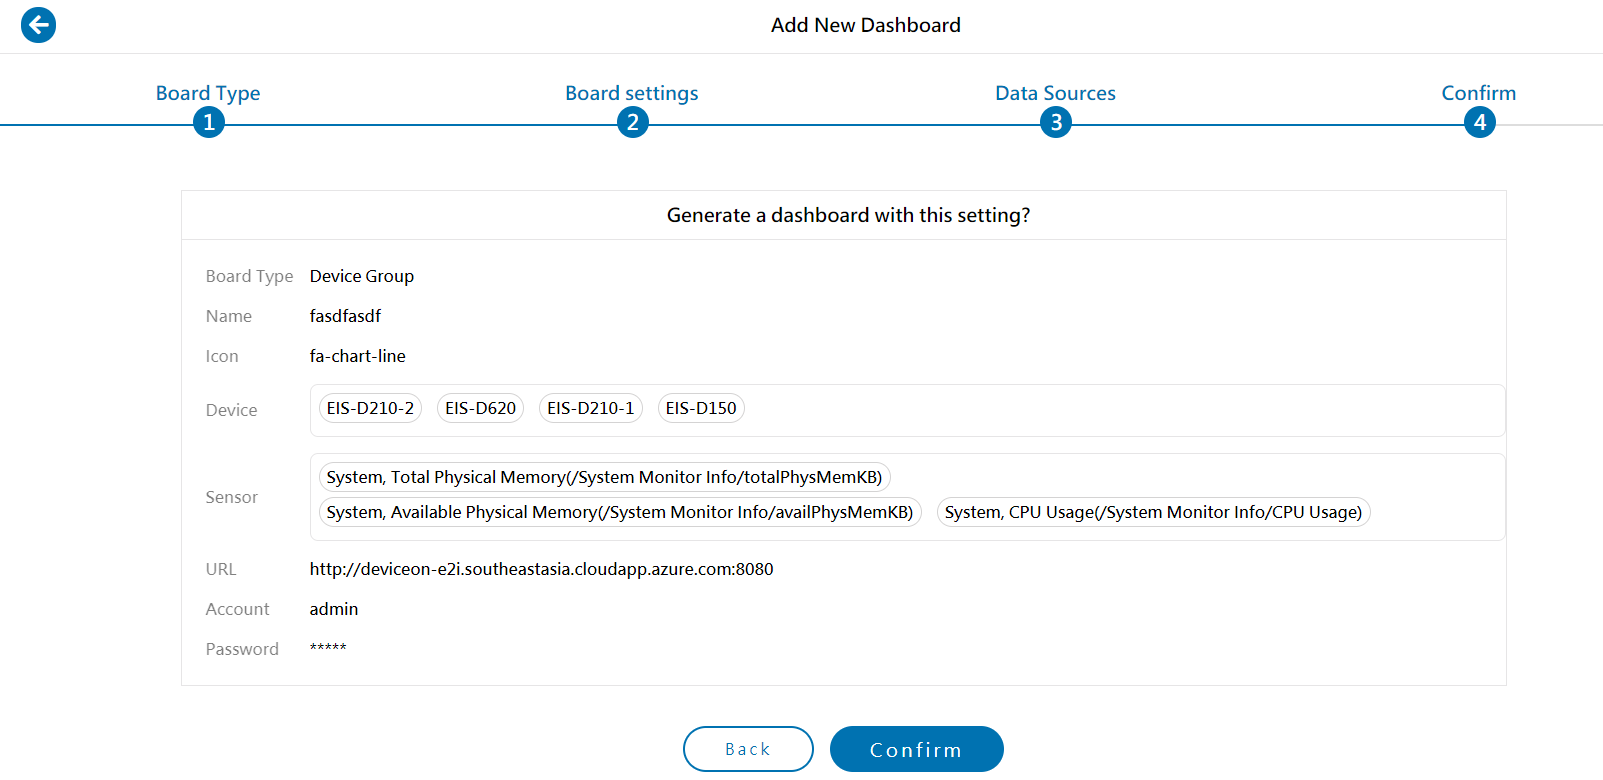 Add New Dashboard
Board Type Board settings Data Sources Confirm
1 2 3 4
Generate a dashboard with this setting?
Board Type Device Group
Name fasdfasdf
Icon fa-chart-line
Device EIS-D210-2 EIS-D620 EIS-D210-1 EIS-D150
System, Total Physical Memory(/System Monitor Info/totalPhysMemKB)
Sensor
System, Available Physical Memory(/System Monitor Info/availPhysMemKB) System, CPU Usage(/System Monitor Info/CPU Usage)
URL http://deviceon-e2i.southeastasia.cloudapp.azure.com:8080
Account admin
Password *****
Back Confirm